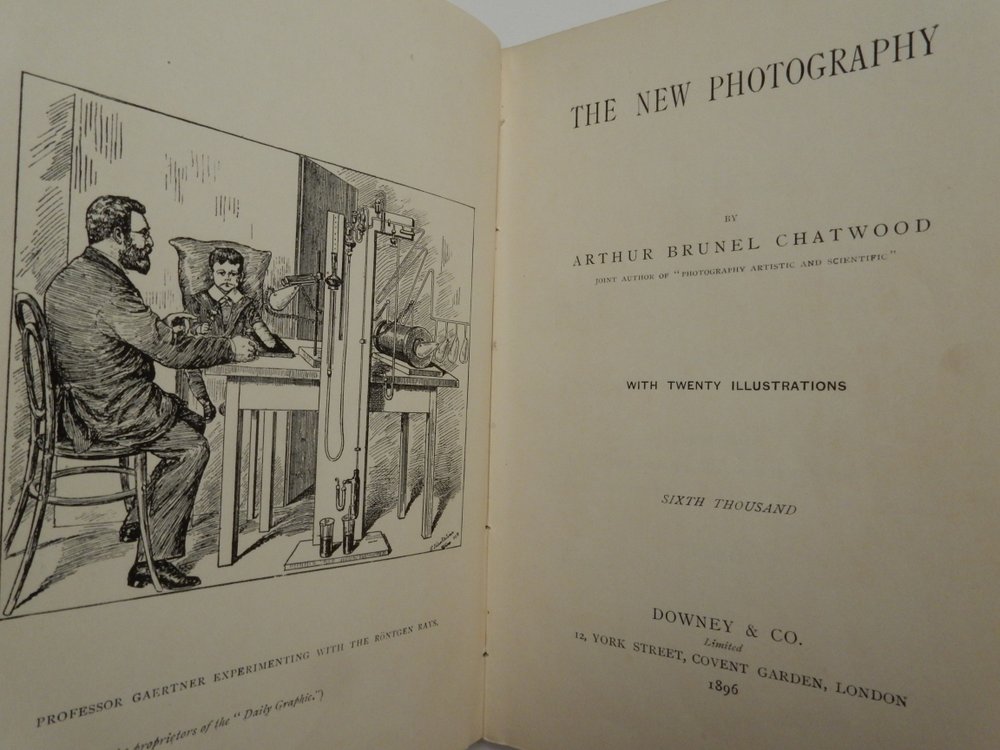 PROFESSOR GAERTNER EXPERIMENTING WITH THE RÖNTGEN RAYS.
proprietors of the "Daily Graphic.")
THE NEW PHOTOGRAPHY
BY
ARTHUR BRUNEL CHATWOOD
JOINT AUTHOR OF "PHOTOGRAPHY ARTISTIC AND SCIENTIFIC"
WITH TWENTY ILLUSTRATIONS
SIXTH THOUSAND
DOWNEY & CO.
Limited
12, YORK STREET, COVENT GARDEN, LONDON
1896